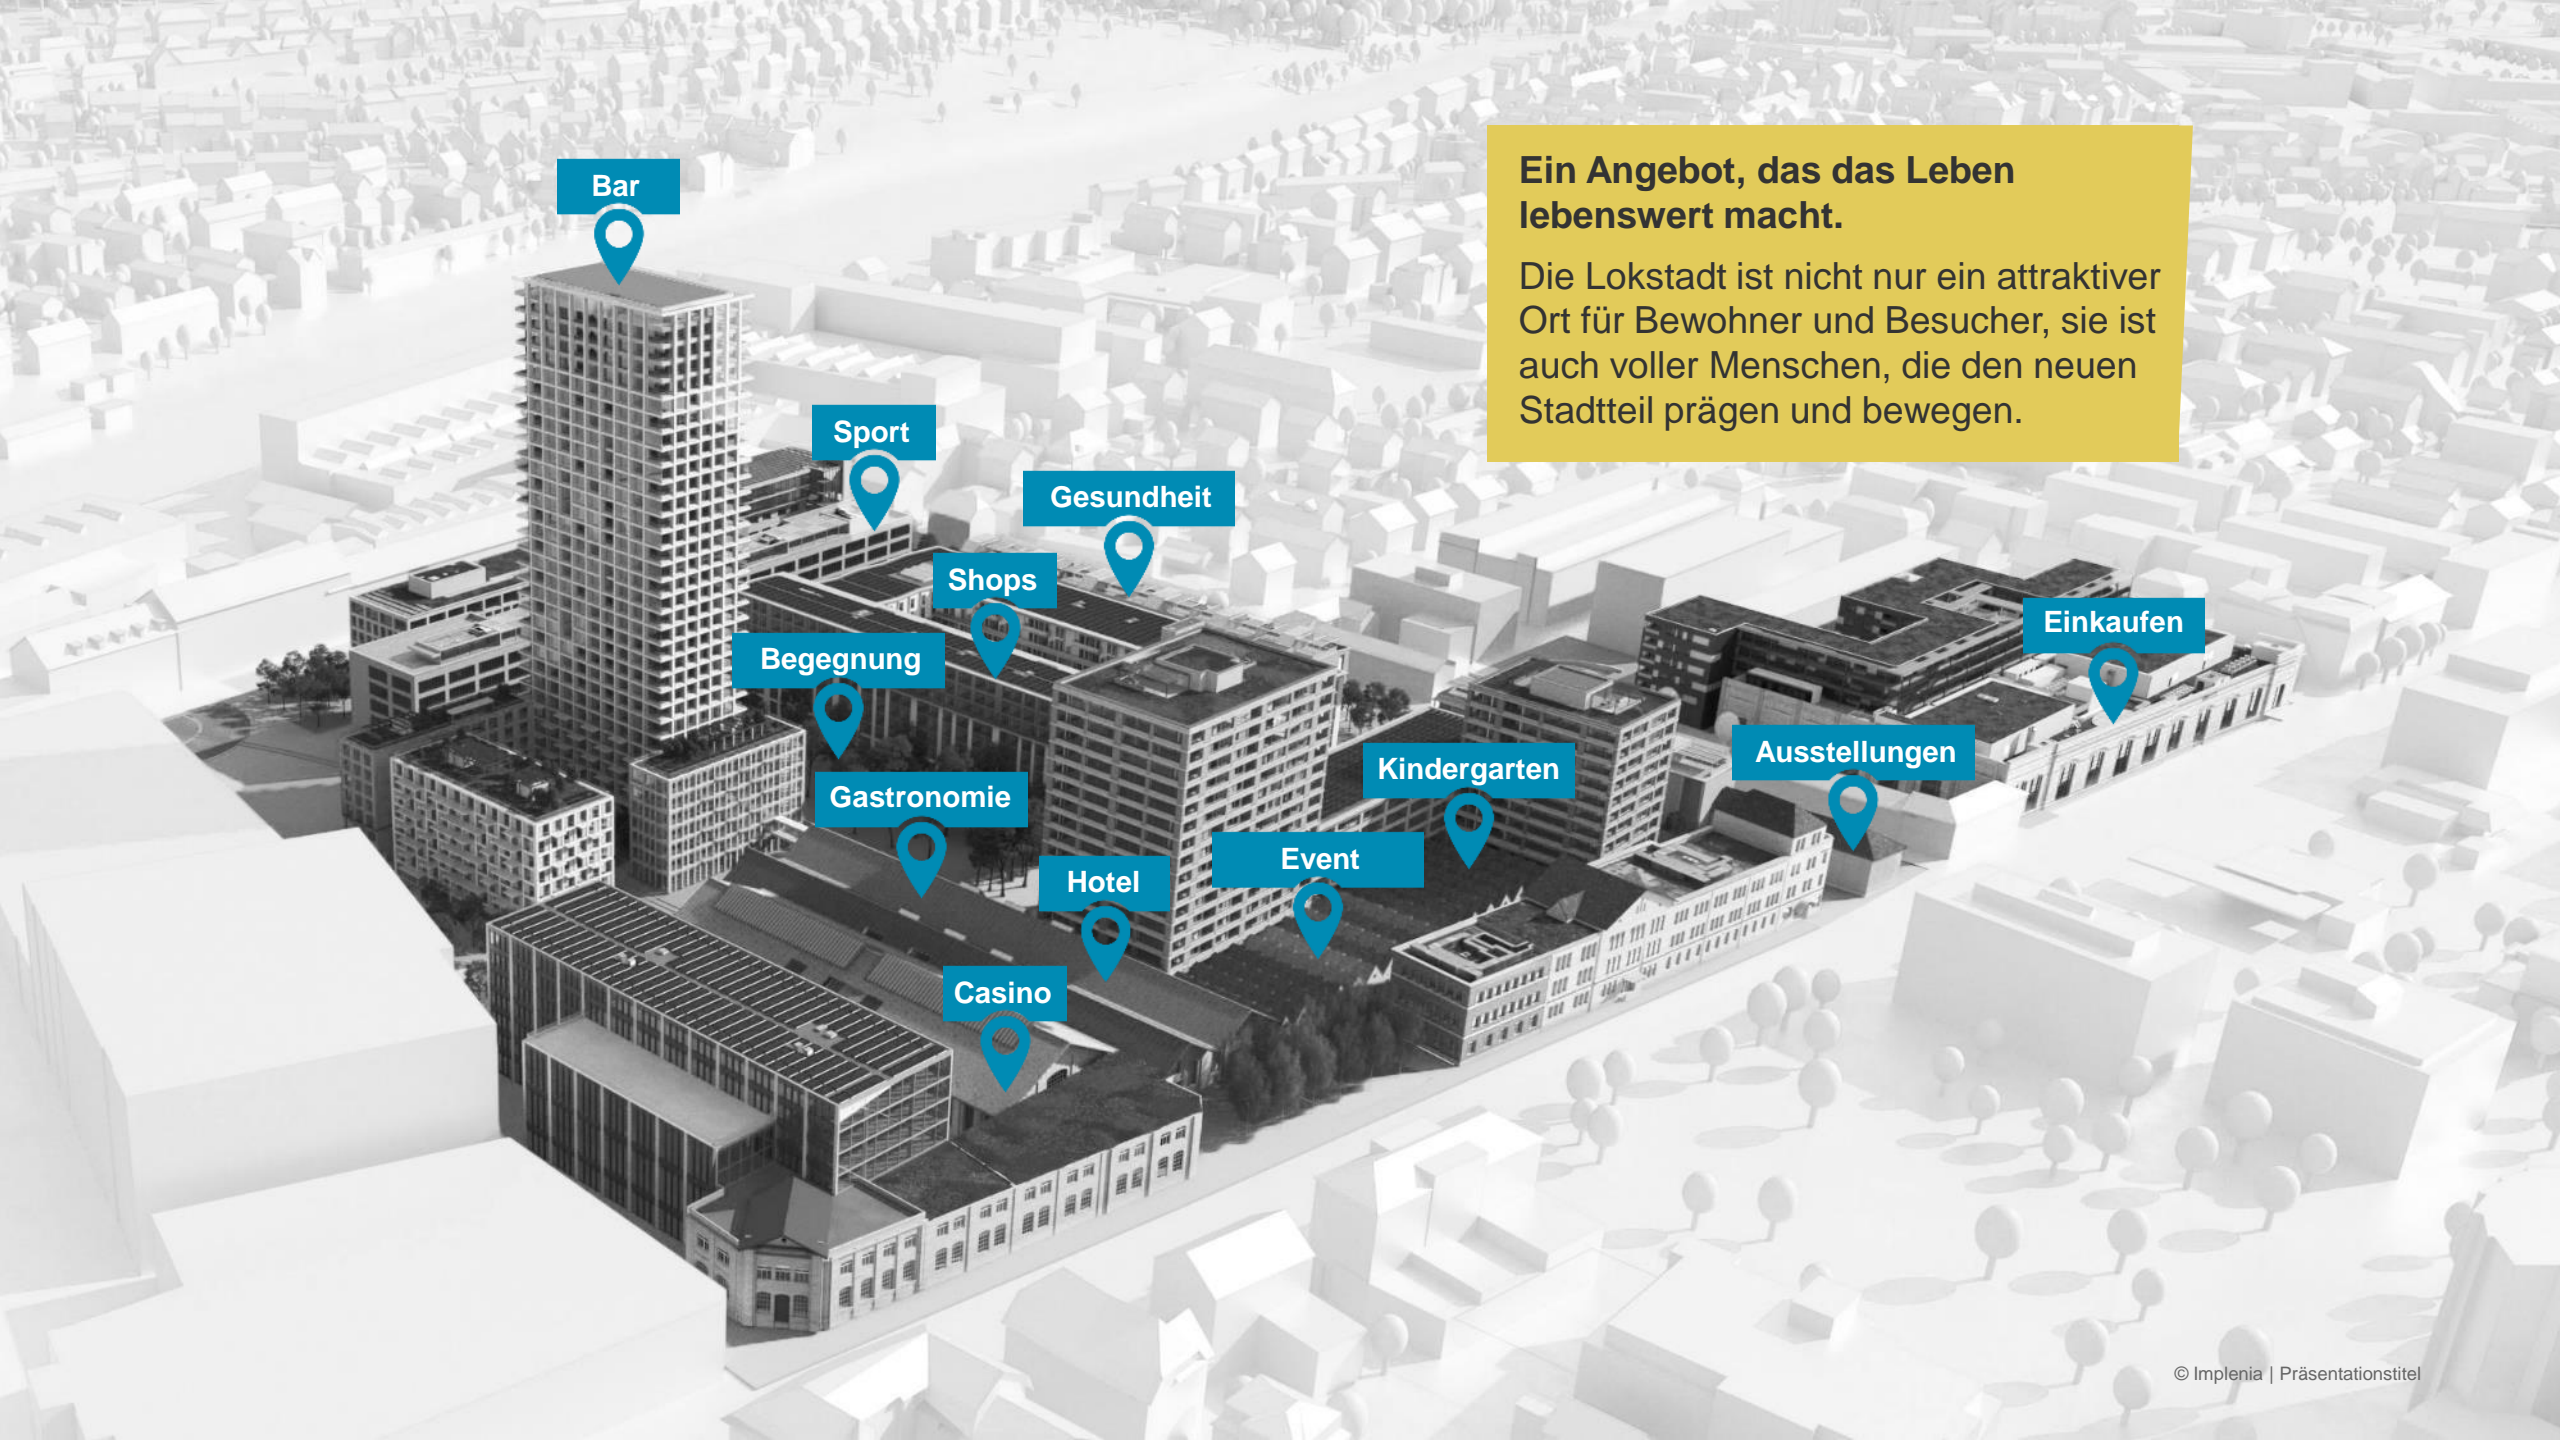 Bar
Ein Angebot, das das Leben
lebenswert macht.
Die Lokstadt ist nicht nur ein attraktiver
Ort für Bewohner und Besucher, sie ist
auch voller Menschen, die den neuen
Stadtteil prägen und bewegen.
Sport
Gesundheit
Shops
Einkaufen
Begegnung
Ausstellungen
Kindergarten
Gastronomie
Event
Hotel
Casino
© Implenia | Präsentationstitel